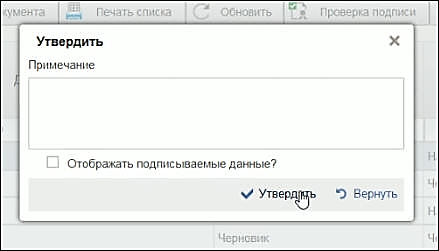 кумента Печать списка Обновить Проверка подписи
Утвердить
Примечание
Отображать подписываемые данные?
Утвердить Вернуть
Черновик